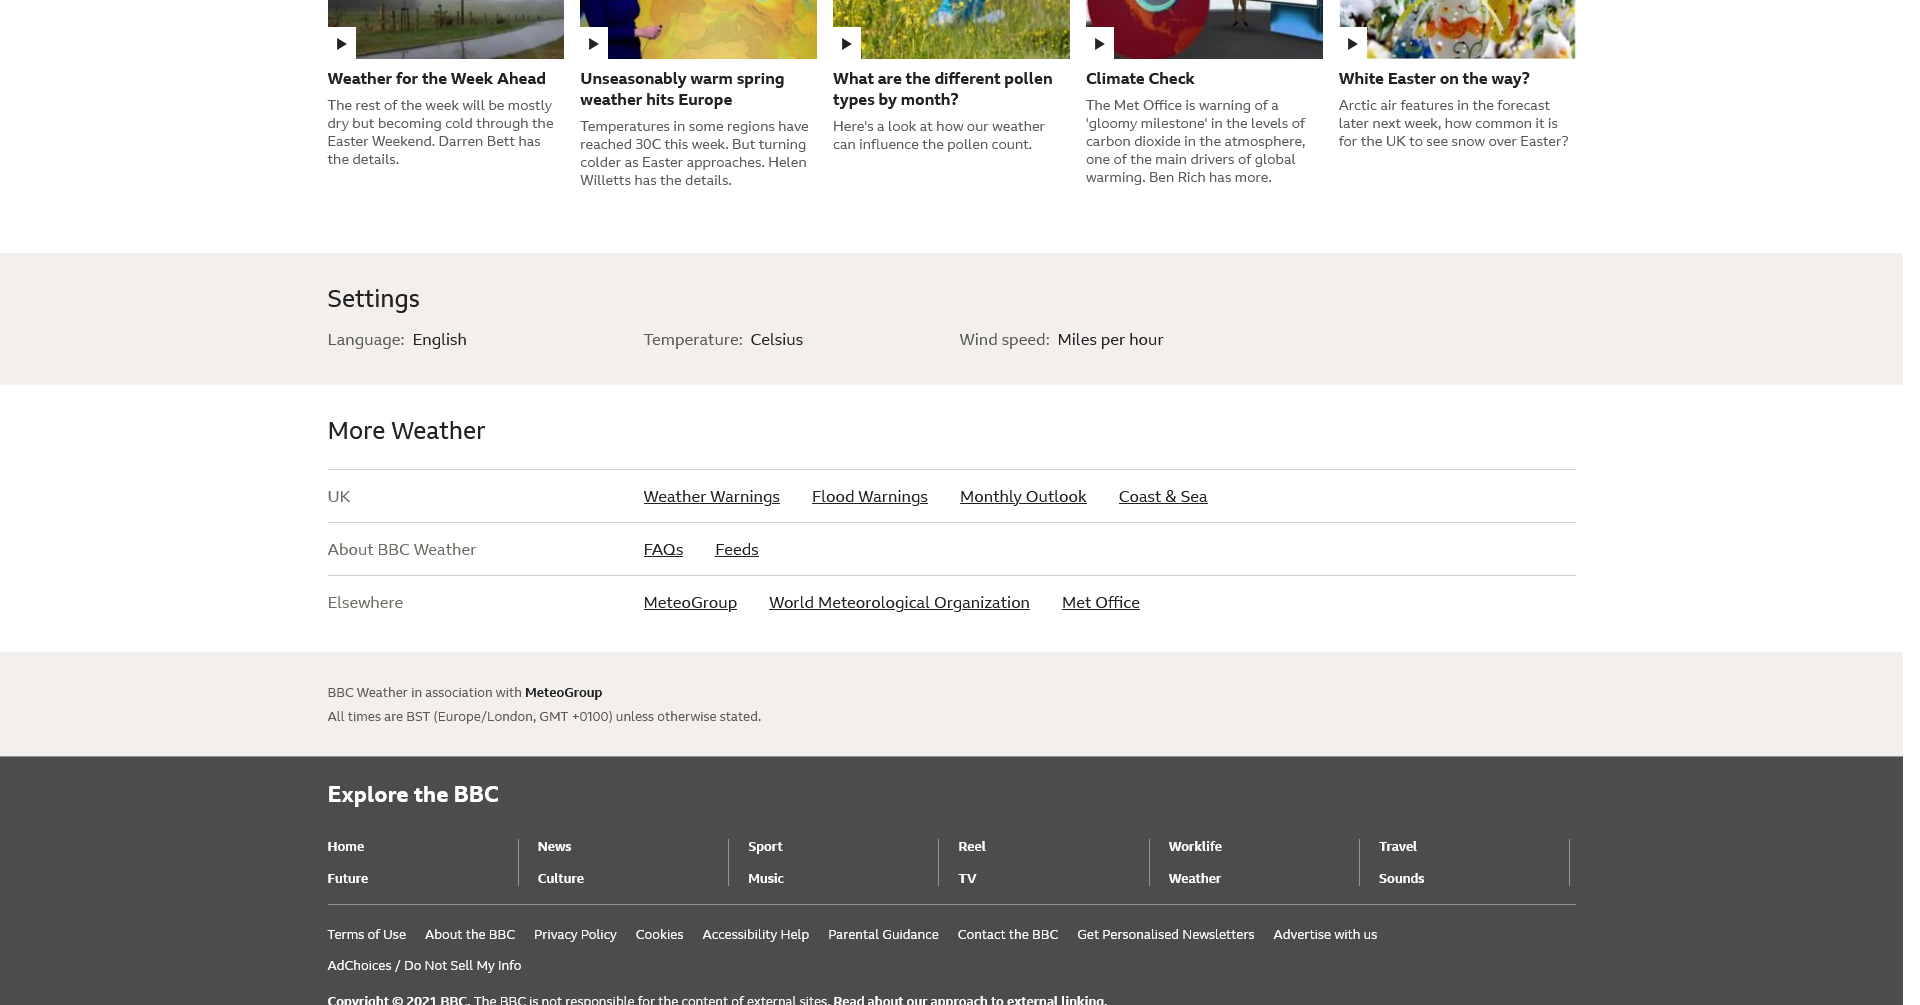 Weather for the Week Ahead
The rest of the week will be mostly
dry but becoming cold through the
Easter Weekend. Darren Bett has
the details.
Unseasonably warm spring
weather hits Europe
Temperatures in some regions have
reached 30C this week. But turning
colder as Easter approaches. Helen
Willetts has the details.
What are the different pollen
types by month?
Here's a look at how our weather
can influence the pollen count.
Climate Check
The Met Office is warning of a
'gloomy milestone' in the levels of
carbon dioxide in the atmosphere,
one of the main drivers of global
warming. Ben Rich has more.
White Easter on the way?
Arctic air features in the forecast
later next week, how common it is
for the UK to see snow over Easter?
Settings
Language: English Temperature: Celsius Wind speed: Miles per hour
More Weather
UK Weather Warnings Flood Warnings Monthly Outlook Coast & Sea
About BBC Weather FAQs Feeds
Elsewhere MeteoGroup World Meteorological Organization Met Office
BBC Weather in association with MeteoGroup
All times are BST (Europe/London, GMT +0100) unless otherwise stated.
Explore the BBC
Home News Sport Reel Worklife Travel
Future Culture Music TV Weather Sounds
Terms of Use About the BBC Privacy Policy Cookies Accessibility Help Parental Guidance Contact the BBC Get Personalised Newsletters Advertise with us
AdChoices / Do Not Sell My Info
Copyright © 2021 BBC. The BBC is not responsible for the content of external sites. Read about our approach to external linking.